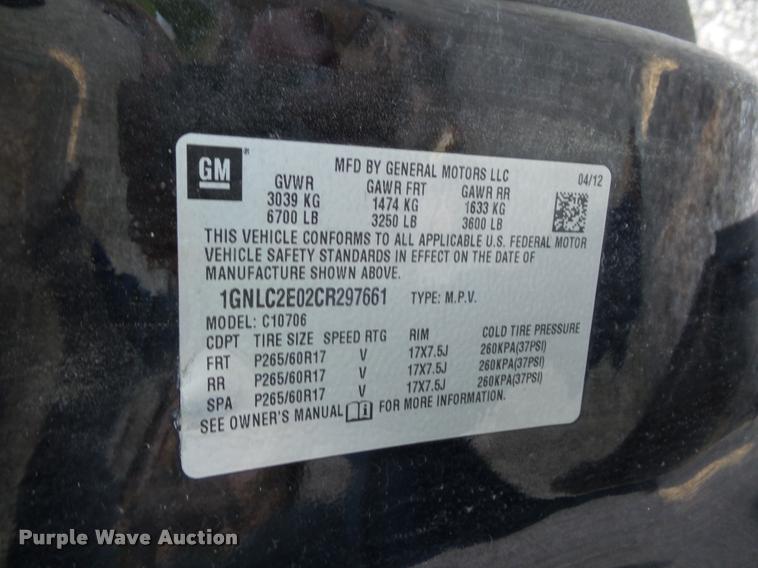 GM
MFD BY GENERAL MOTORS LLC
04/12
GVWR GAWR FRT GAWR RR
3039 KG 1474 KG 1633 KG
6700 LB 3250 LB 3600 LB
THIS VEHICLE CONFORMS TO ALL APPLICABLE U.S. FEDERAL MOTOR
VEHICLE SAFETY STANDARDS IN EFFECT ON THE DATE OF
MANUFACTURE SHOWN ABOVE.
1GNLC2E02CR297661 TYPE: M.P.V.
MODEL: C10706
CDPT TIRE SIZE SPEED RTG RIM COLD TIRE PRESSURE
FRT P265/60R17 V 17X7.5J 260KPA(37PSI)
RR P265/60R17 V 17X7.5J 260KPA(37PSI)
SPA P265/60R17 V 17X7.5J 260KPA(37PSI)
SEE OWNER'S MANUAL FOR MORE INFORMATION.
Purple Wave Auction